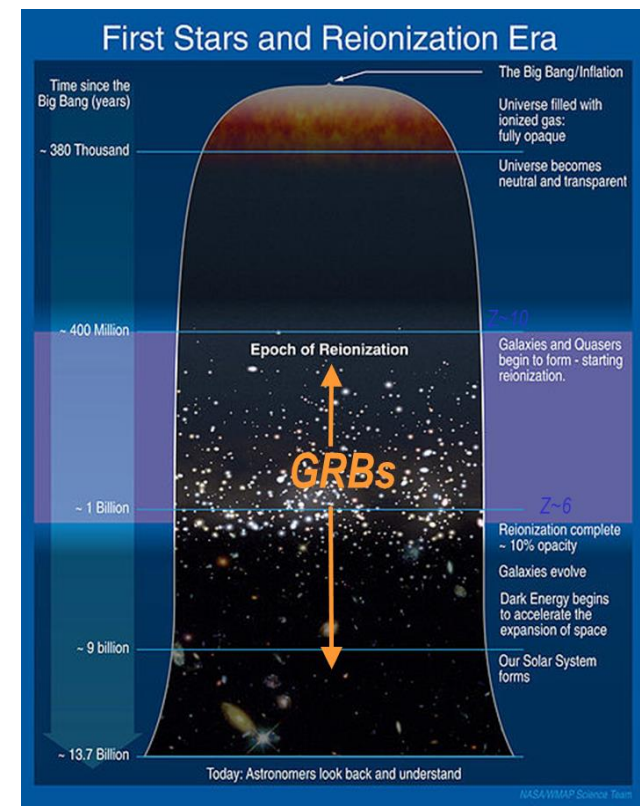 First Stars and Reionization Era
Time since the
Big Bang (years)
The Big Bang/Inflation
Universe filled with
ionized gas:
fully opaque
~ 380 Thousand
Universe becomes
neutral and transparent
Z~10
~ 400 Million
Epoch of Reionization
Galaxies and Quasers
begin to form - starting
reionization.
GRBs
Z~6
~ 1 Billion
Reionization complete
~ 10% opacity
Galaxies evolve
Dark Energy begins
to accelerate the
expansion of space
~ 9 billion
Our Solar System
forms
~ 13.7 Billion
Today: Astronomers look back and understand
NASA/WMAP Science Team